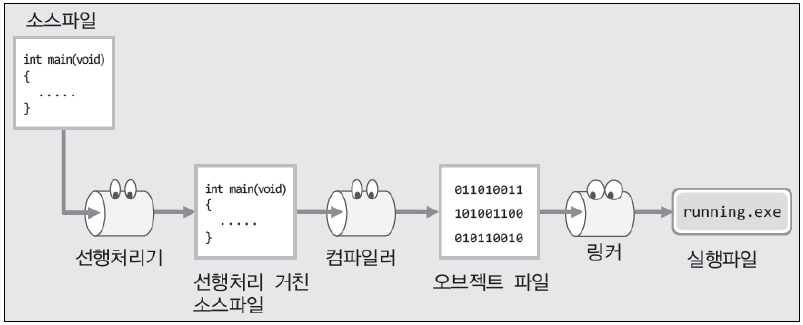 소스파일
int main(void)
{
.....
}
선행처리기
int main(void)
{
.....
}
선행처리 거친
소스파일
컴파일러
011010011
101001100
010110010
오브젝트 파일
링커
running.exe
실행파일